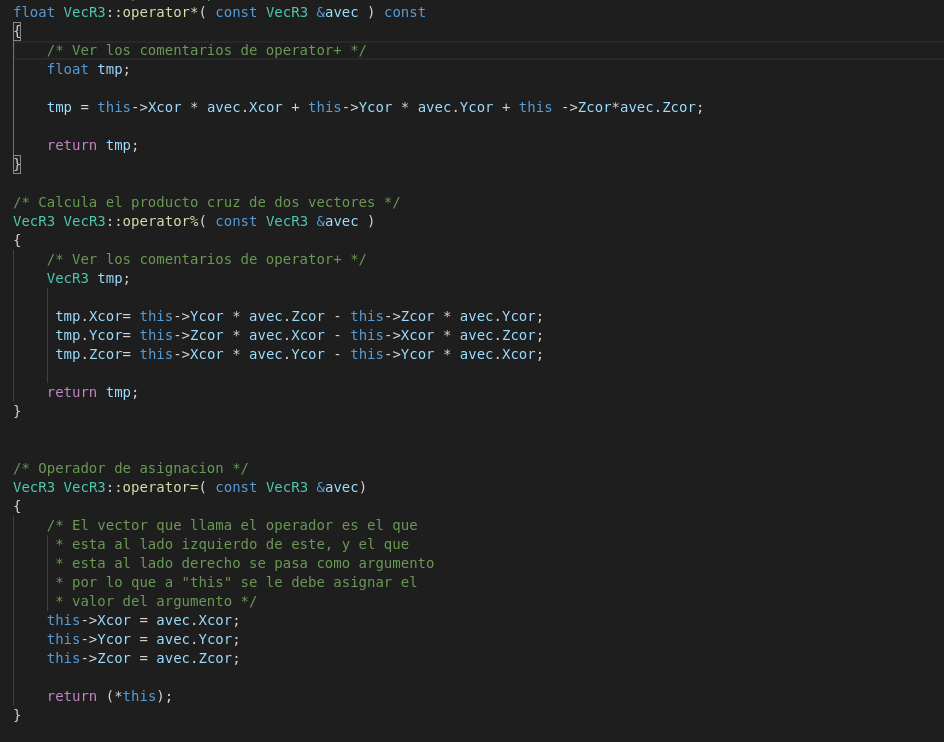 float VecR3::operator*( const VecR3 &avec ) const
{
    /* Ver los comentarios de operator+ */
    float tmp;

    tmp = this->Xcor * avec.Xcor + this->Ycor * avec.Ycor + this ->Zcor*avec.Zcor;

    return tmp;
}

/* Calcula el producto cruz de dos vectores */
VecR3 VecR3::operator%( const VecR3 &avec )
{
    /* Ver los comentarios de operator+ */
    VecR3 tmp;

     tmp.Xcor= this->Ycor * avec.Zcor - this->Zcor * avec.Ycor;
     tmp.Ycor= this->Zcor * avec.Xcor - this->Xcor * avec.Zcor;
     tmp.Zcor= this->Xcor * avec.Ycor - this->Ycor * avec.Xcor;

    return tmp;
}


/* Operador de asignacion */
VecR3 VecR3::operator=( const VecR3 &avec)
{
    /* El vector que llama el operador es el que
     * esta al lado izquierdo de este, y el que
     * esta al lado derecho se pasa como argumento
     * por lo que a "this" se le debe asignar el
     * valor del argumento */
    this->Xcor = avec.Xcor;
    this->Ycor = avec.Ycor;
    this->Zcor = avec.Zcor;

    return (*this);
}